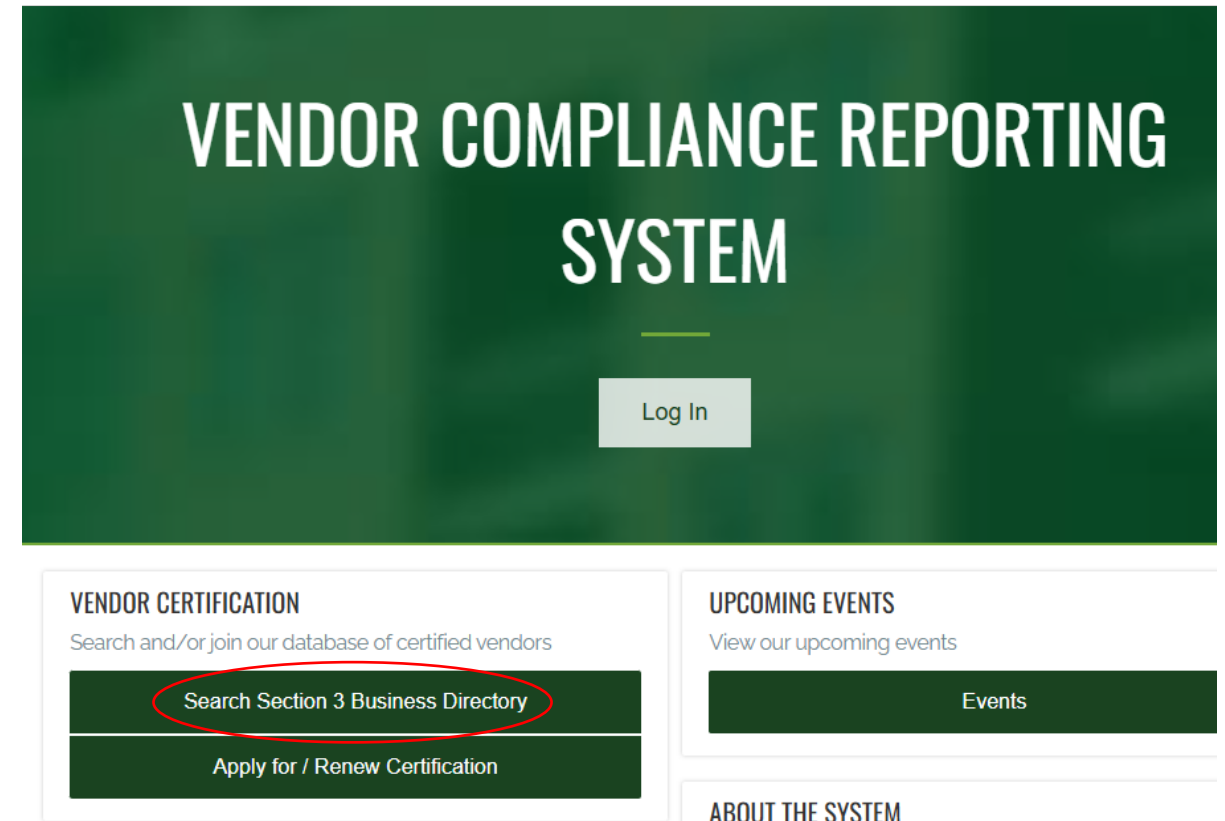 VENDOR COMPLIANCE REPORTING
SYSTEM
Log In
VENDOR CERTIFICATION
Search and/or join our database of certified vendors
Search Section 3 Business Directory
Apply for / Renew Certification
UPCOMING EVENTS
View our upcoming events
Events
ABOUT THE SYSTEM